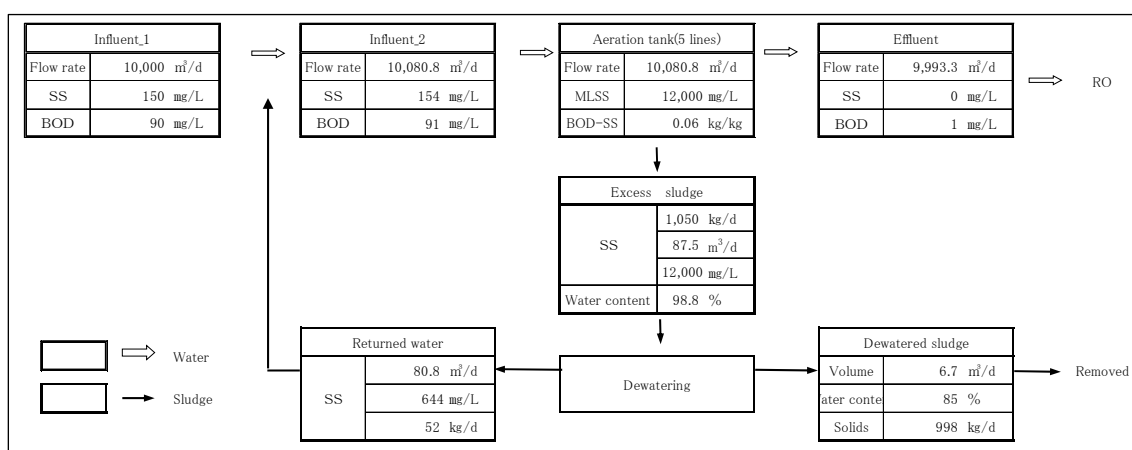 Influent_1
Flow rate 10,000 m³/d
SS 150 mg/L
BOD 90 mg/L
Influent_2
Flow rate 10,080.8 m³/d
SS 154 mg/L
BOD 91 mg/L
Aeration tank(5 lines)
Flow rate 10,080.8 m³/d
MLSS 12,000 mg/L
BOD-SS 0.06 kg/kg
Effluent
Flow rate 9,993.3 m³/d
SS 0 mg/L
BOD 1 mg/L
RO
Excess sludge
SS
1,050 kg/d
87.5 m³/d
12,000 mg/L
Water content 98.8 %
Water
Sludge
Returned water
SS
80.8 m³/d
644 mg/L
52 kg/d
Dewatering
Dewatered sludge
Volume 6.7 m³/d
ater conte 85 %
Solids 998 kg/d
Removed